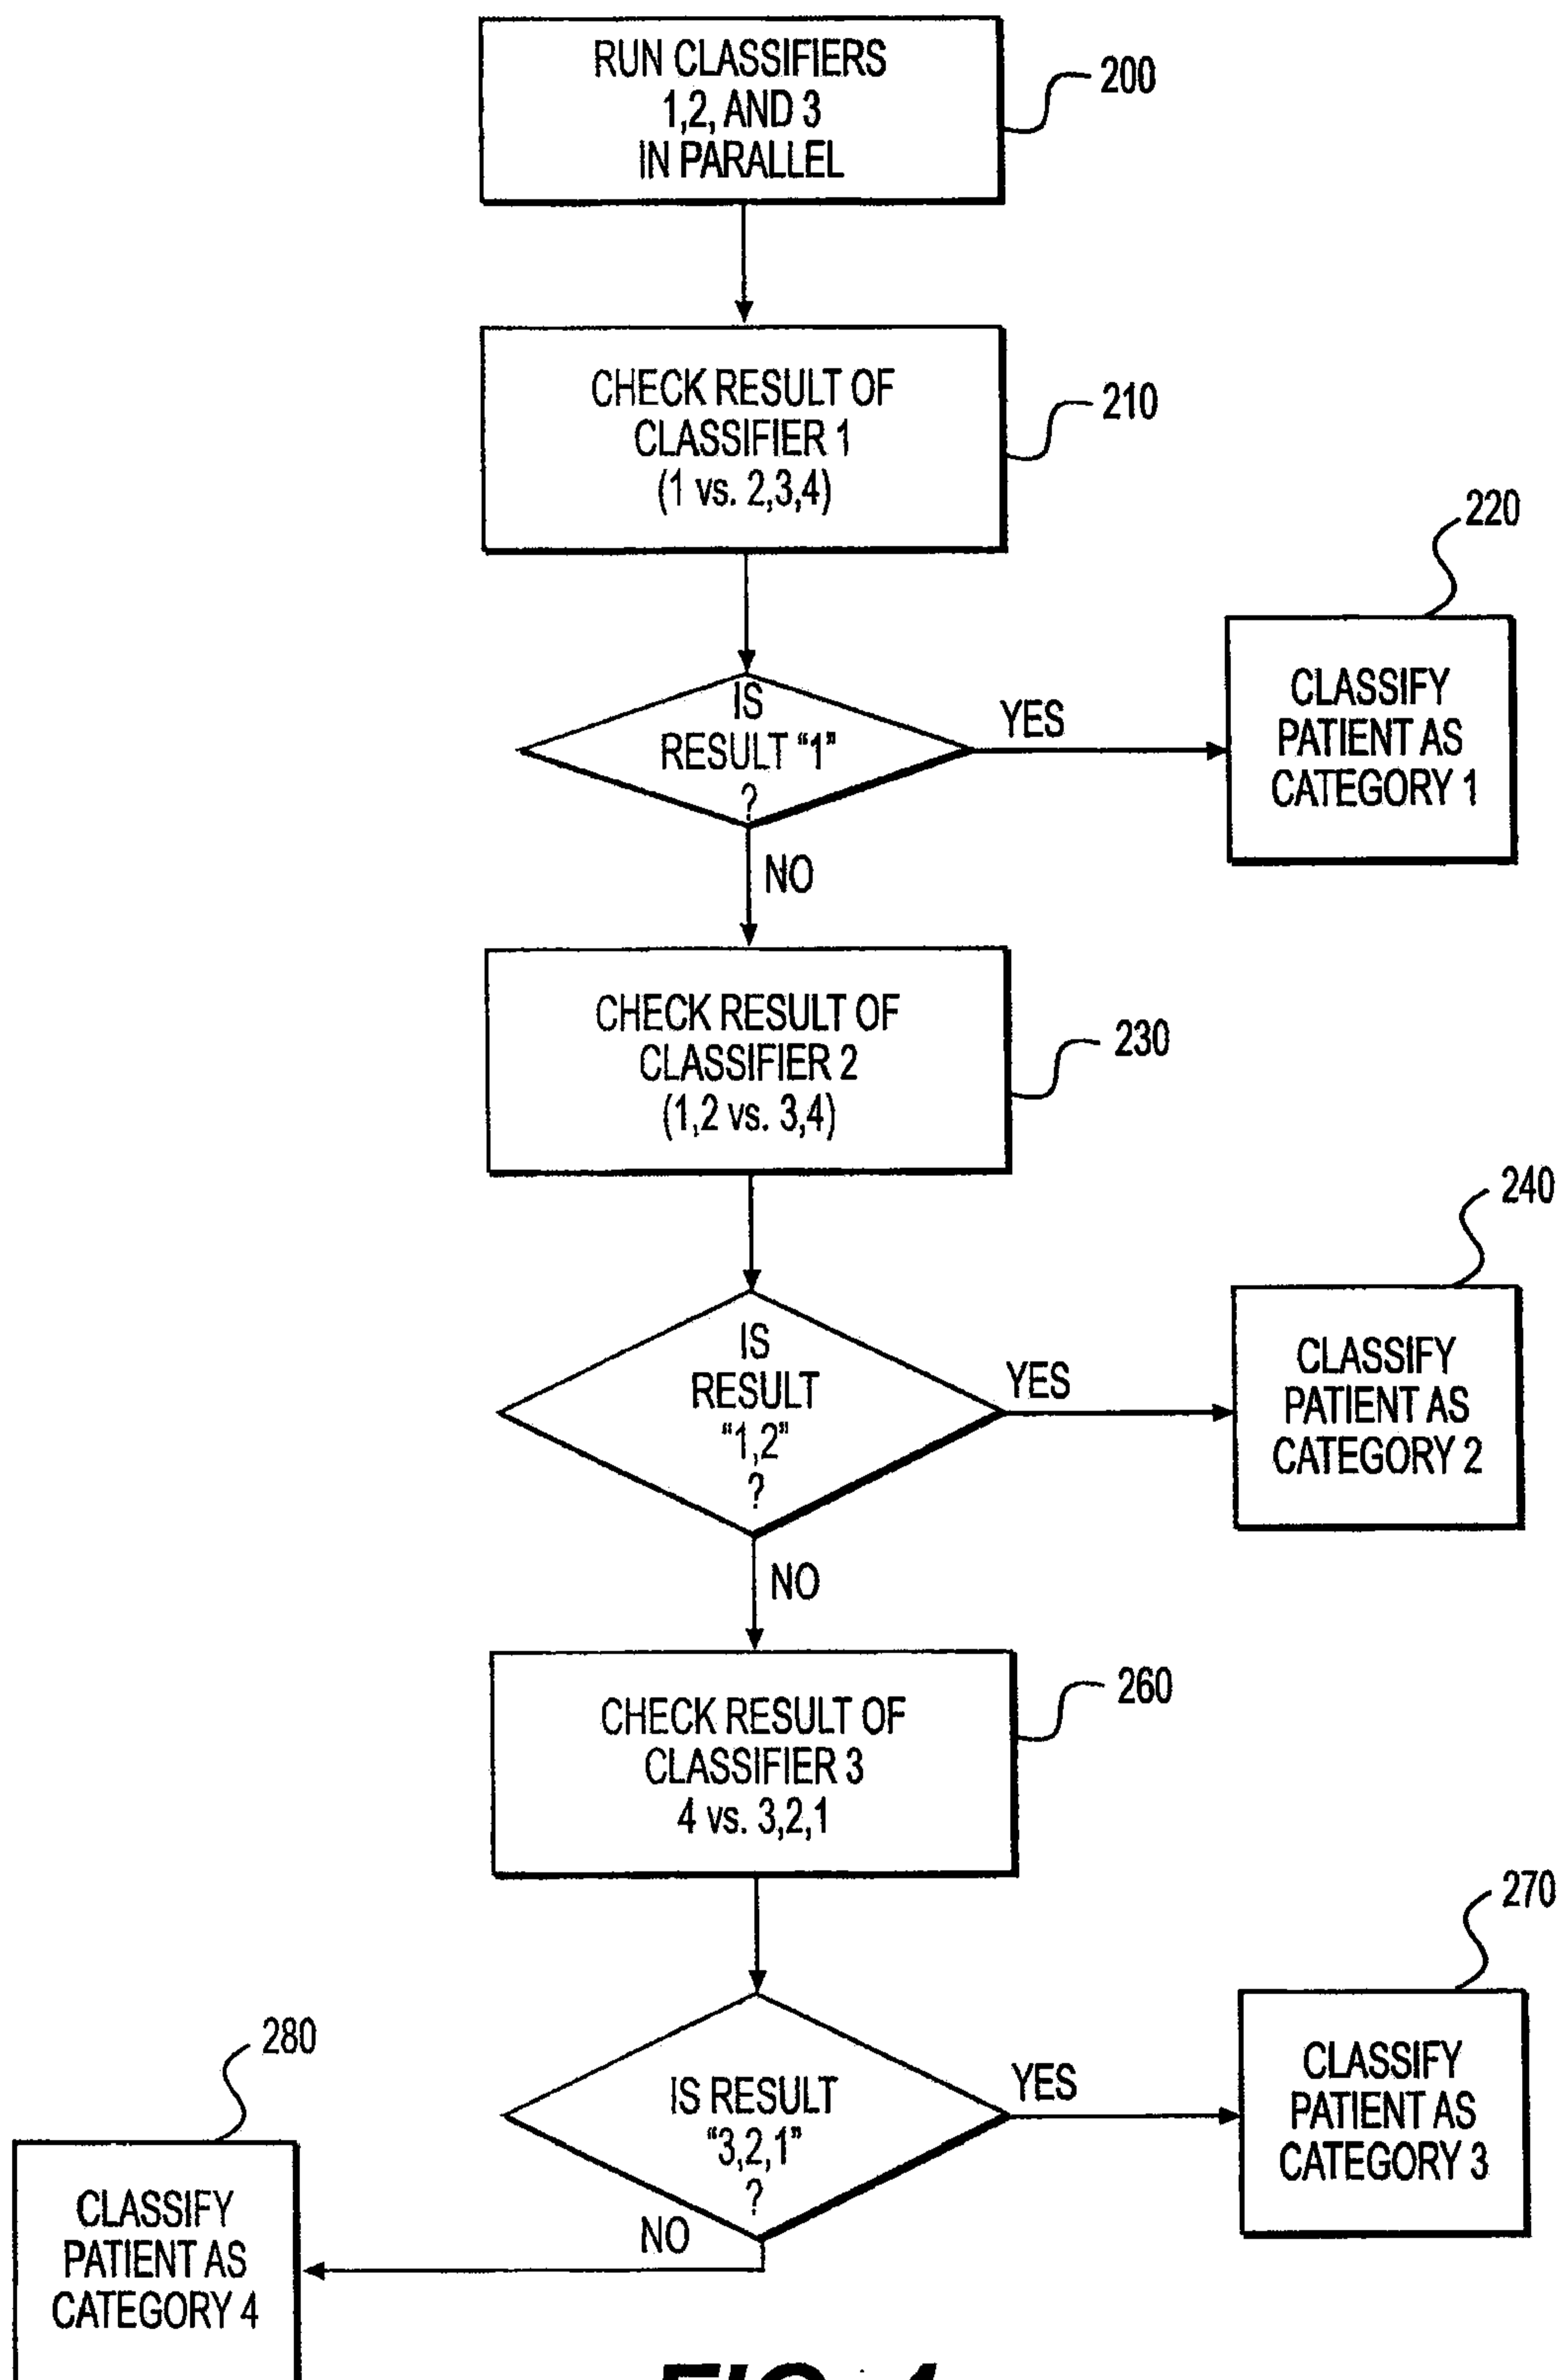 RUN CLASSIFIERS
1,2, AND 3
IN PARALLEL
200
CHECK RESULT OF
CLASSIFIER 1
(1 vs. 2,3,4)
210
IS
RESULT "1"
?
YES
220
CLASSIFY
PATIENT AS
CATEGORY 1
NO
CHECK RESULT OF
CLASSIFIER 2
(1,2 vs. 3,4)
230
IS
RESULT
"1,2"
?
YES
240
CLASSIFY
PATIENT AS
CATEGORY 2
NO
CHECK RESULT OF
CLASSIFIER 3
4 vs. 3,2,1
260
IS RESULT
"3,2,1"
?
YES
270
CLASSIFY
PATIENT AS
CATEGORY 3
NO
280
CLASSIFY
PATIENT AS
CATEGORY 4